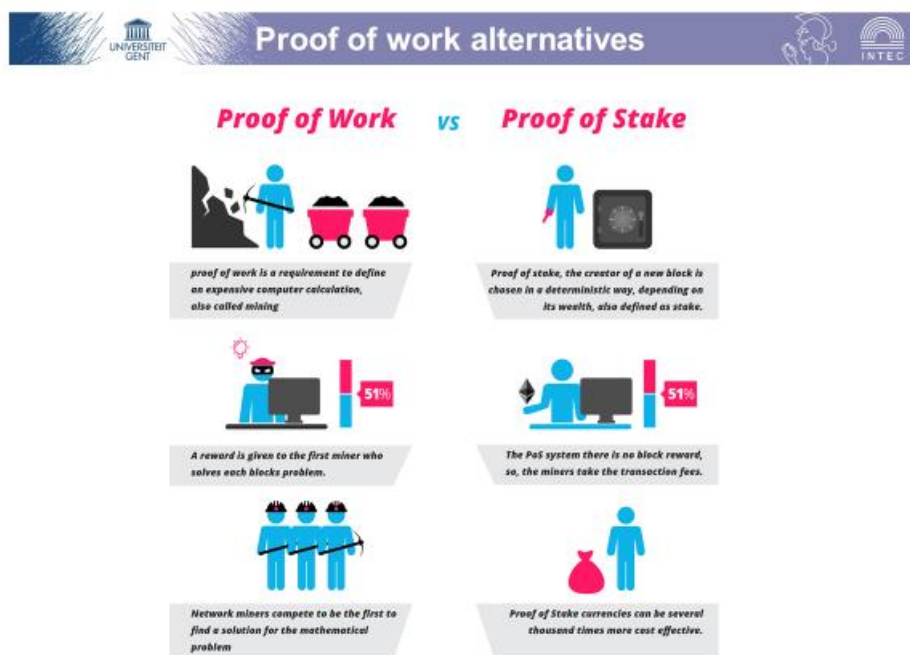 UNIVERSITEIT
GENT
Proof of work alternatives
INTEC
Proof of Work vs Proof of Stake
proof of work is a requirement to define
an expensive computer calculation,
also called mining
Proof of stake, the creator of a new block is
chosen in a deterministic way, depending on
its wealth, also defined as stake.
51%
51%
A reward is given to the first miner who
solves each blocks problem.
The PoS system there is no block reward,
so, the miners take the transaction fees.
Network miners compete to be the first to
find a solution for the mathematical
problem
Proof of Stake currencies can be several
thousand times more cost effective.